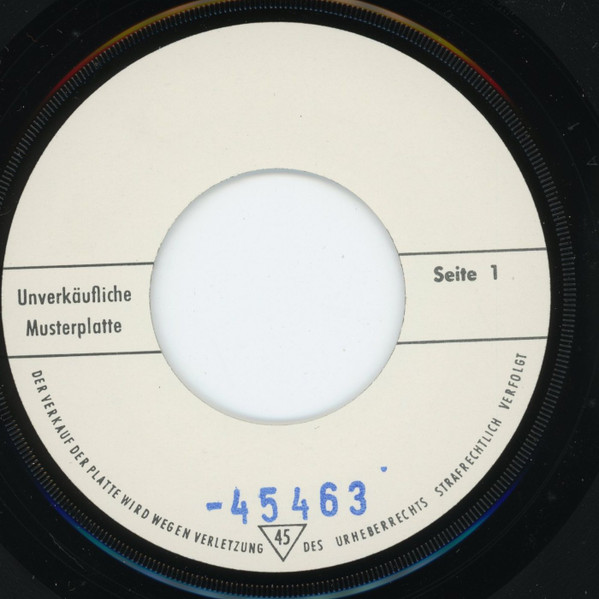 Unverkäufliche
Musterplatte
Seite 1
-45463
DER VERKAUF DER PLATTE WIRD WEGEN VERLETZUNG DES URHEBERRECHTS STRAFRECHTLICH VERFOLGT
45